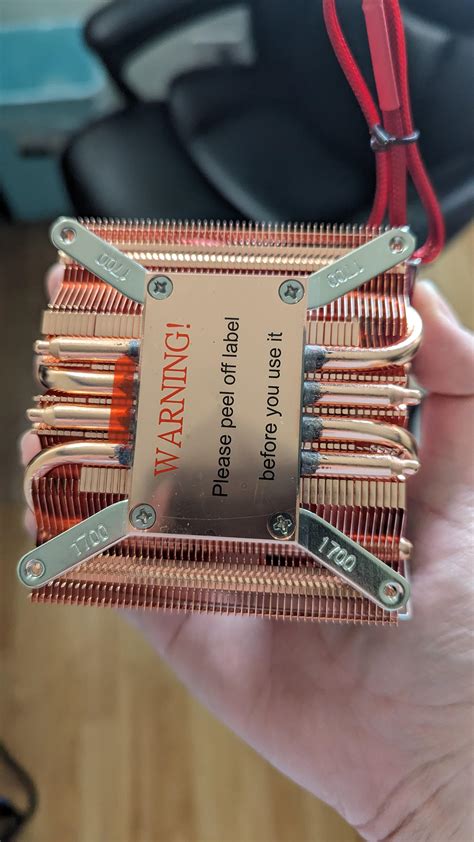 WARNING!
Please peel off label
before you use it
1700
1700
1700
1700